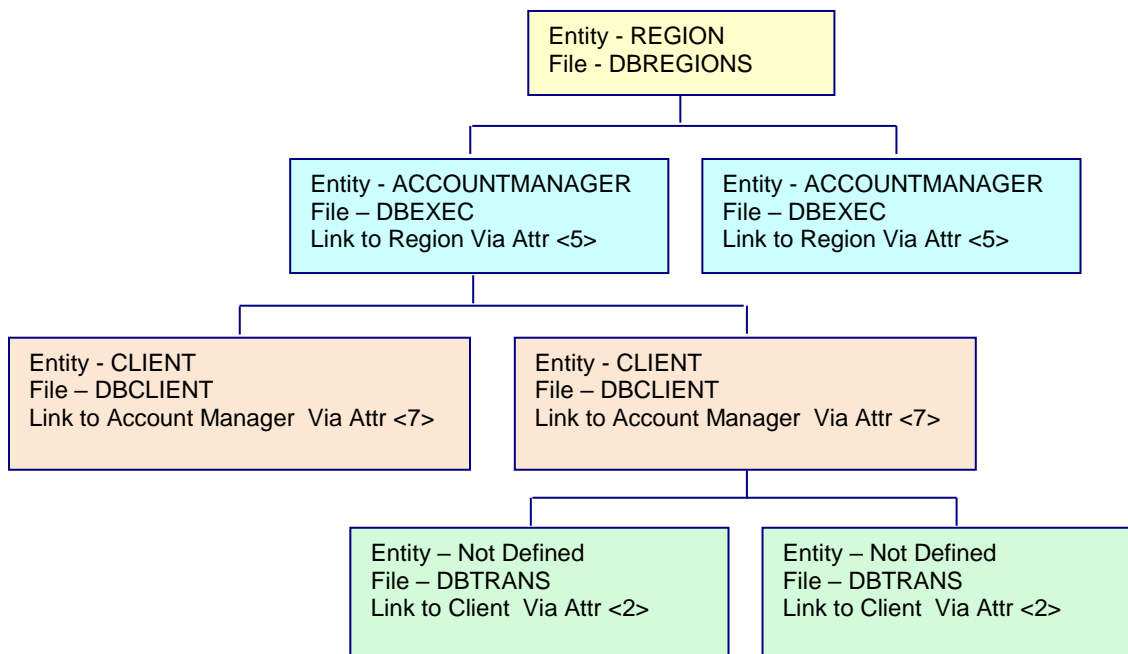 Entity - REGION
File - DBREGIONS
Entity - ACCOUNTMANAGER
File – DBEXEC
Link to Region Via Attr <5>
Entity - ACCOUNTMANAGER
File – DBEXEC
Link to Region Via Attr <5>
Entity - CLIENT
File – DBCLIENT
Link to Account Manager  Via Attr <7>
Entity - CLIENT
File – DBCLIENT
Link to Account Manager  Via Attr <7>
Entity – Not Defined
File – DBTRANS
Link to Client  Via Attr <2>
Entity – Not Defined
File – DBTRANS
Link to Client  Via Attr <2>